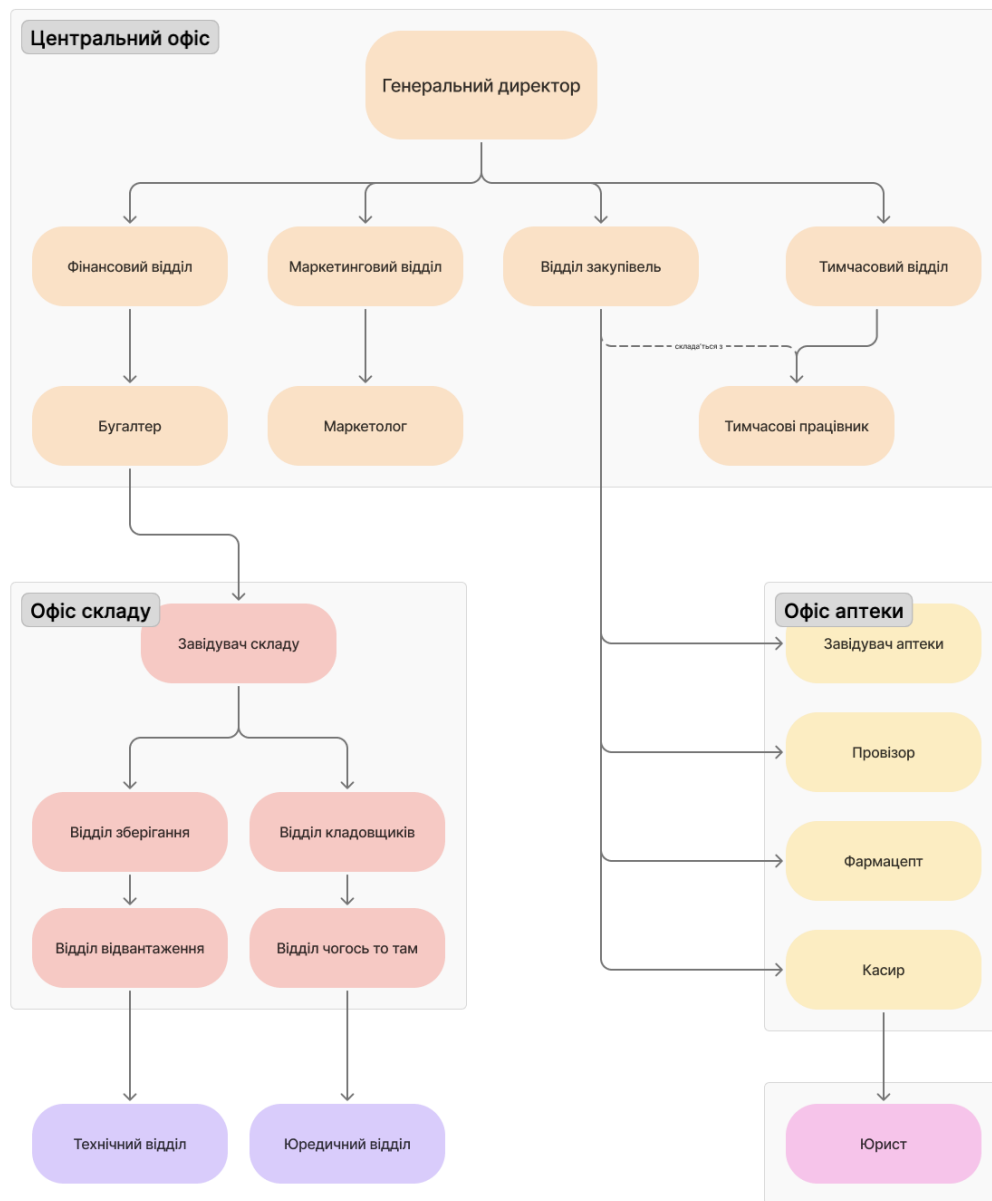 Центральний офіс
Генеральний директор
Фінансовий відділ
Маркетинговий відділ
Відділ закупівель
Тимчасовий відділ
склада'ться з
Бугалтер
Маркетолог
Тимчасові працівник
Офіс складу
Завідувач складу
Офіс аптеки
Завідувач аптеки
Провізор
Відділ зберігання
Відділ кладовщиків
Фармацепт
Відділ відвантаження
Відділ чогось то там
Касир
Технічний відділ
Юредичний відділ
Юрист